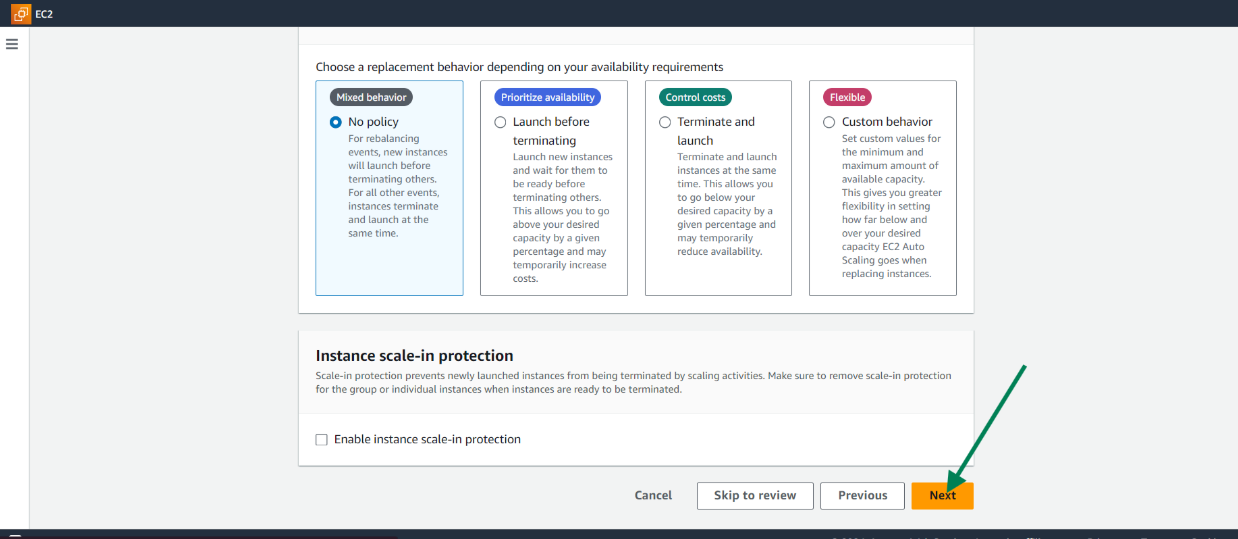 EC2
Choose a replacement behavior depending on your availability requirements
Mixed behavior
No policy
For rebalancing
events, new instances
will launch before
terminating others.
For all other events,
instances terminate
and launch at the
same time.
Prioritize availability
Launch before
terminating
Launch new instances
and wait for them to
be ready before
terminating others.
This allows you to go
above your desired
capacity by a given
percentage and may
temporarily increase
costs.
Control costs
Terminate and
launch
Terminate and launch
instances at the same
time. This allows you
to go below your
desired capacity by a
given percentage and
may temporarily
reduce availability.
Flexible
Custom behavior
Set custom values for
the minimum and
maximum amount of
available capacity.
This gives you greater
flexibility in setting
how far below and
over your desired
capacity EC2 Auto
Scaling goes when
replacing instances.
Instance scale-in protection
Scale-in protection prevents newly launched instances from being terminated by scaling activities. Make sure to remove scale-in protection
for the group or individual instances when instances are ready to be terminated.
Enable instance scale-in protection
Cancel
Skip to review
Previous
Next